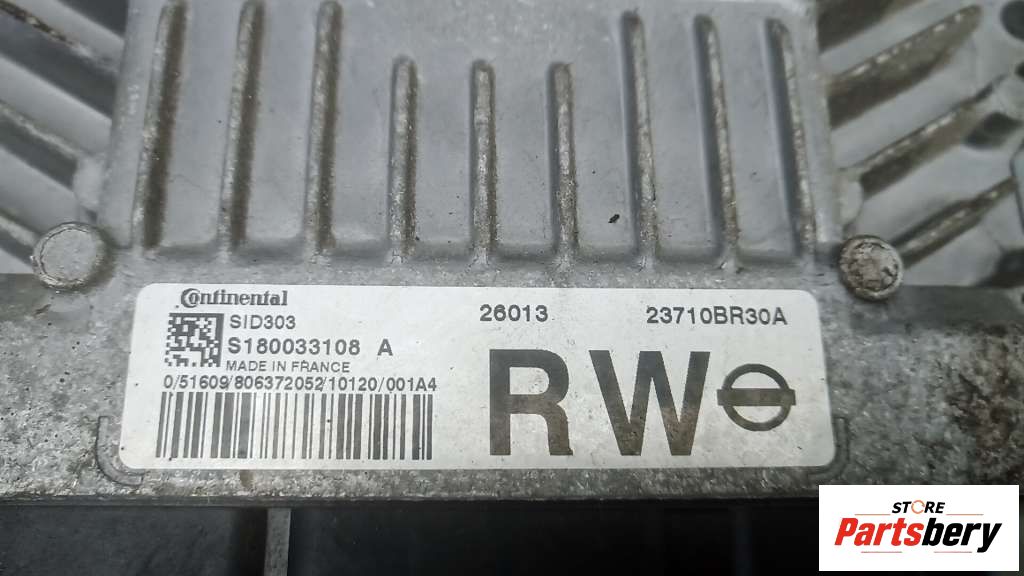 Continental
SID303
S180033108 A
MADE IN FRANCE
0/51609/806372052/10120/001A4
26013
23710BR30A
RW
STORE
Partsbery